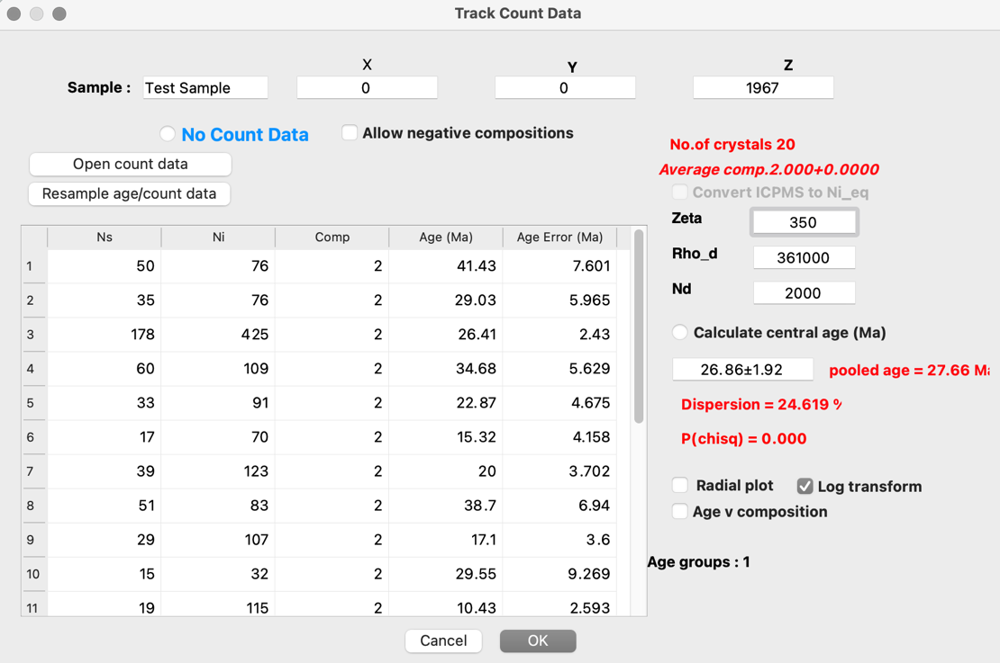 Track Count Data
X Y Z
Sample : Test Sample 0 0 1967
No Count Data Allow negative compositions
No.of crystals 20
Open count data
Average comp.2.000+0.0000
Resample age/count data
Convert ICPMS to Ni_eq
Zeta 350
Rho_d 361000
Nd 2000
Ns Ni Comp Age (Ma) Age Error (Ma)
1 50 76 2 41.43 7.601
2 35 76 2 29.03 5.965
3 178 425 2 26.41 2.43
4 60 109 2 34.68 5.629
5 33 91 2 22.87 4.675
6 17 70 2 15.32 4.158
7 39 123 2 20 3.702
8 51 83 2 38.7 6.94
9 29 107 2 17.1 3.6
10 15 32 2 29.55 9.269
11 19 115 2 10.43 2.593
Calculate central age (Ma)
26.86±1.92 pooled age = 27.66
Dispersion = 24.619 %
P(chisq) = 0.000
Radial plot Log transform
Age v composition
Age groups : 1
Cancel OK